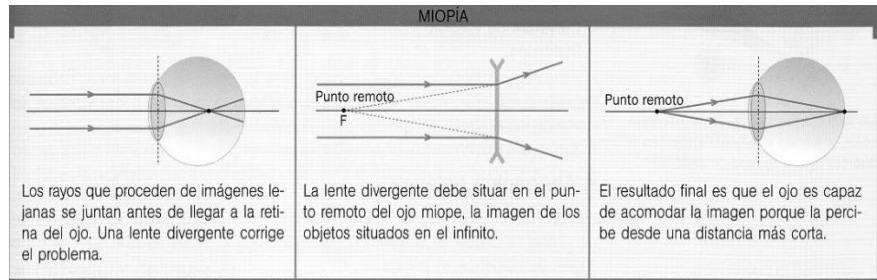 MIOPÍA
Punto remoto
F
Punto remoto
Los rayos que proceden de imágenes le-
janas se juntan antes de llegar a la reti-
na del ojo. Una lente divergente corrige
el problema.
La lente divergente debe situar en el pun-
to remoto del ojo miope, la imagen de los
objetos situados en el infinito.
El resultado final es que el ojo es capaz
de acomodar la imagen porque la perci-
be desde una distancia más corta.